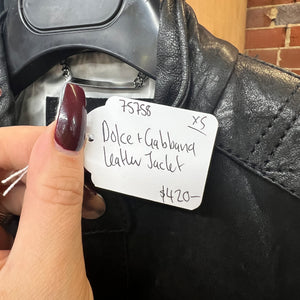 75758
XS
Dolce + Gabbana
Leather Jacket
$420-